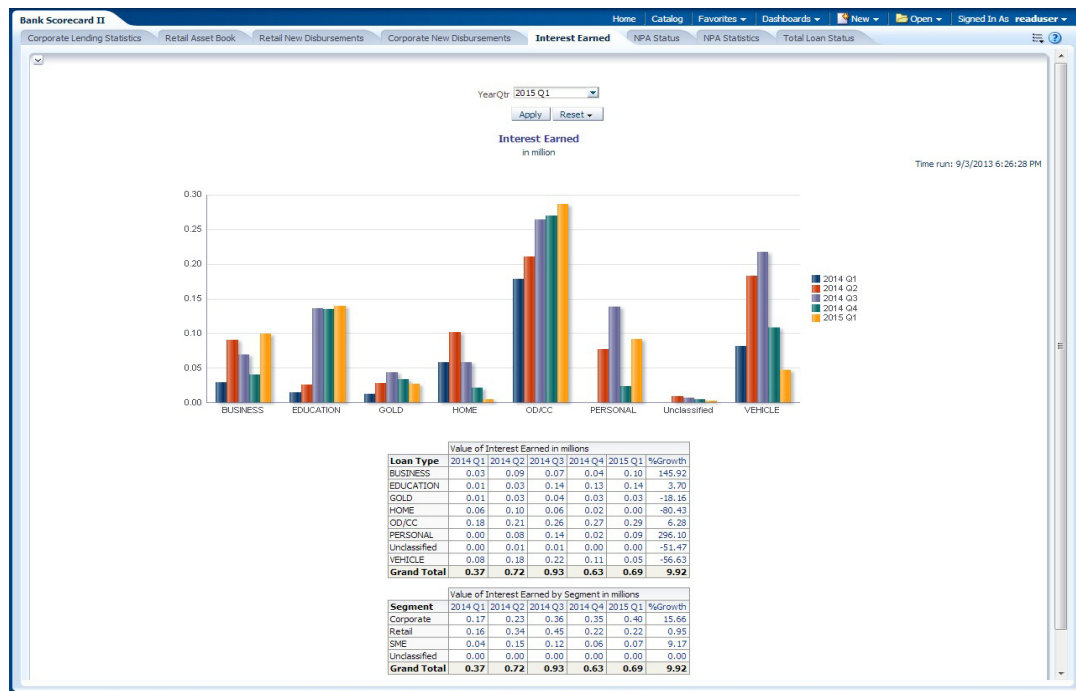 Bank Scorecard II Home Catalog Favorites Dashboards New Open Signed In As readuser
Corporate Lending Statistics Retail Asset Book Retail New Disbursements Corporate New Disbursements Interest Earned NPA Status NPA Statistics Total Loan Status
YearQtr 2015 Q1
Apply Reset
Interest Earned
in million
Time run: 9/3/2013 6:26:28 PM
0.30
0.25
0.20
0.15
0.10
0.05
0.00
BUSINESS EDUCATION GOLD HOME OD/CC PERSONAL Unclassified VEHICLE
2014 Q1
2014 Q2
2014 Q3
2014 Q4
2015 Q1
Value of Interest Earned in millions
Loan Type 2014 Q1 2014 Q2 2014 Q3 2014 Q4 2015 Q1 %Growth
BUSINESS 0.03 0.09 0.07 0.04 0.10 145.92
EDUCATION 0.01 0.03 0.14 0.13 0.14 3.70
GOLD 0.01 0.03 0.04 0.03 0.03 -18.16
HOME 0.06 0.10 0.06 0.02 0.00 -80.43
OD/CC 0.18 0.21 0.26 0.27 0.29 6.28
PERSONAL 0.00 0.08 0.14 0.02 0.09 296.10
Unclassified 0.00 0.01 0.01 0.00 0.00 -51.47
VEHICLE 0.08 0.18 0.22 0.11 0.05 -56.63
Grand Total 0.37 0.72 0.93 0.63 0.69 9.92
Value of Interest Earned by Segment in millions
Segment 2014 Q1 2014 Q2 2014 Q3 2014 Q4 2015 Q1 %Growth
Corporate 0.17 0.23 0.36 0.35 0.40 15.66
Retail 0.16 0.34 0.45 0.22 0.22 0.95
SME 0.04 0.15 0.12 0.06 0.07 9.17
Unclassified 0.00 0.00 0.00 0.00 0.00 0.00
Grand Total 0.37 0.72 0.93 0.63 0.69 9.92